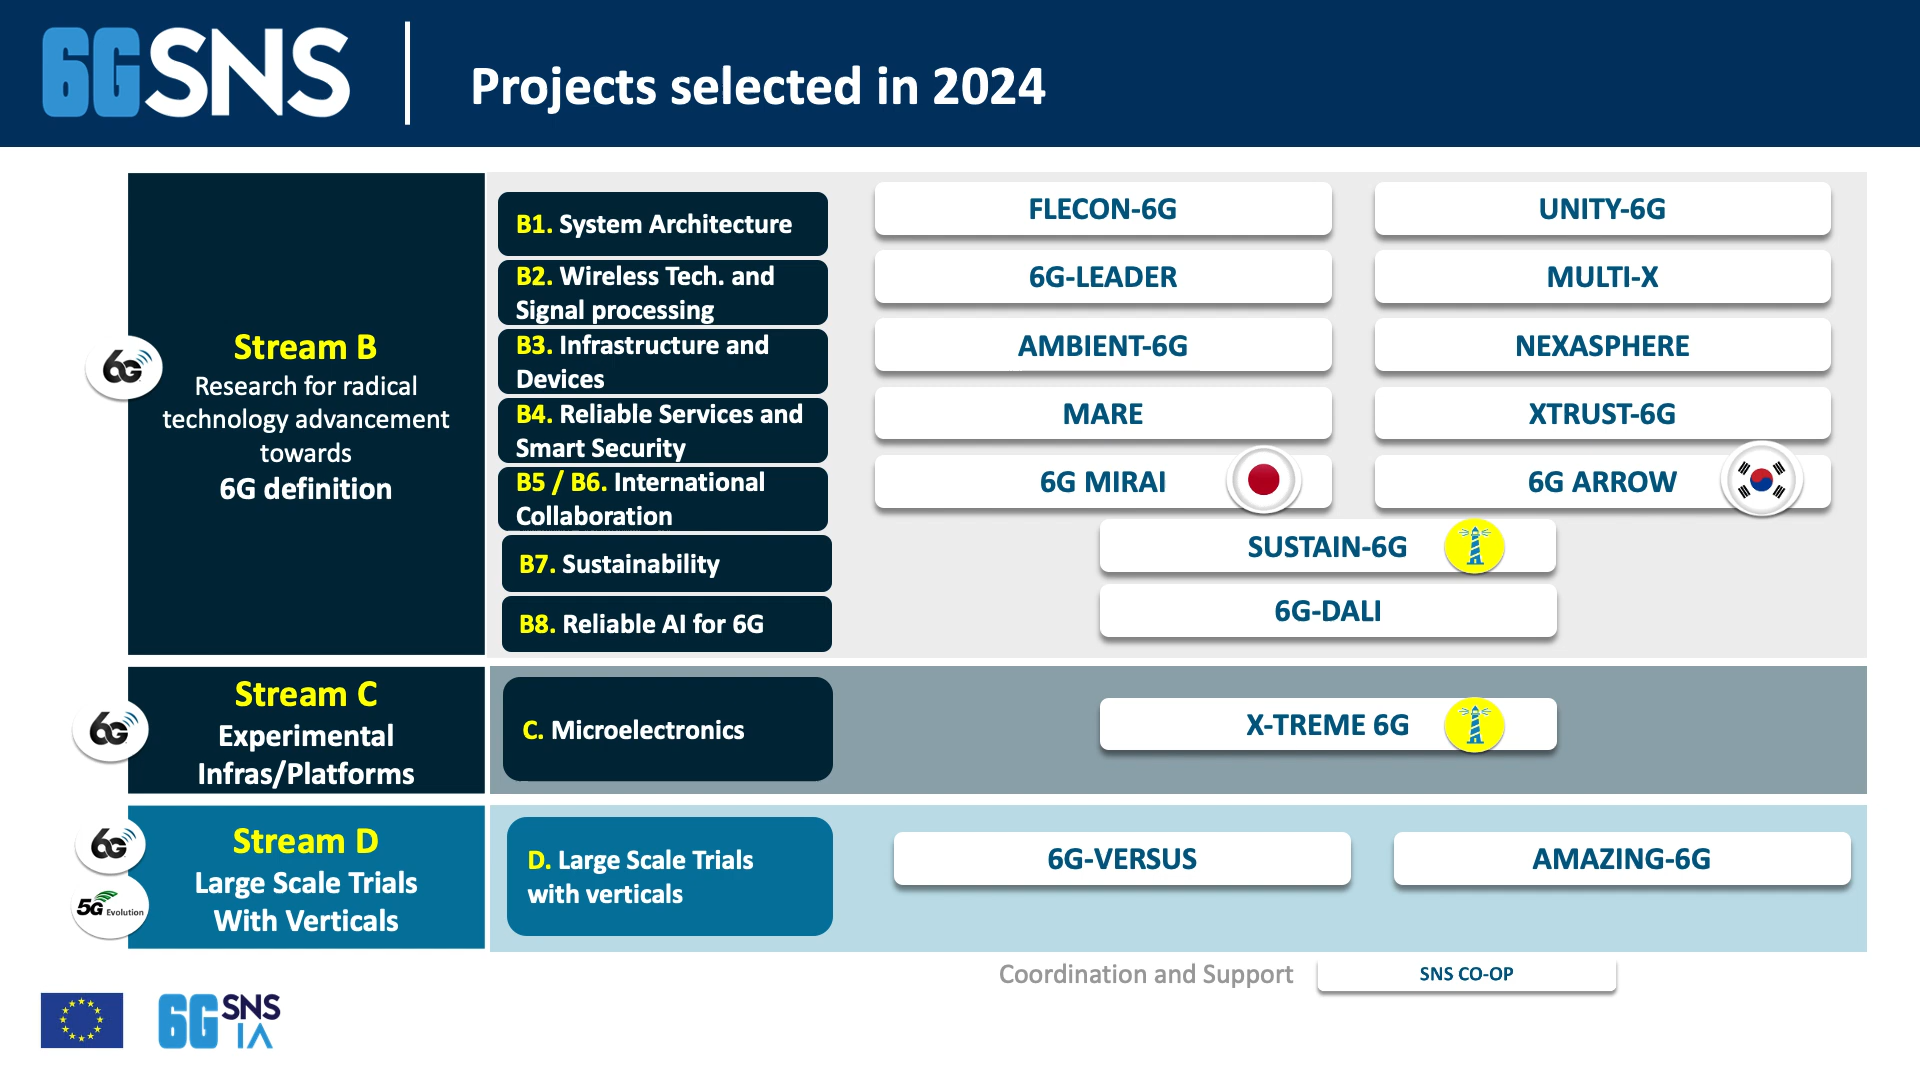 6GSNS
Projects selected in 2024
6G
Stream B
Research for radical
technology advancement
towards
6G definition
B1. System Architecture
FLECON-6G
UNITY-6G
B2. Wireless Tech. and
Signal processing
6G-LEADER
MULTI-X
B3. Infrastructure and
Devices
AMBIENT-6G
NEXASPHERE
B4. Reliable Services and
Smart Security
MARE
XTRUST-6G
B5 / B6. International
Collaboration
6G MIRAI
6G ARROW
B7. Sustainability
SUSTAIN-6G
B8. Reliable AI for 6G
6G-DALI
6G
Stream C
Experimental
Infras/Platforms
C. Microelectronics
X-TREME 6G
6G
5G Evolution
Stream D
Large Scale Trials
With Verticals
D. Large Scale Trials
with verticals
6G-VERSUS
AMAZING-6G
Coordination and Support
SNS CO-OP
6G SNS
IA